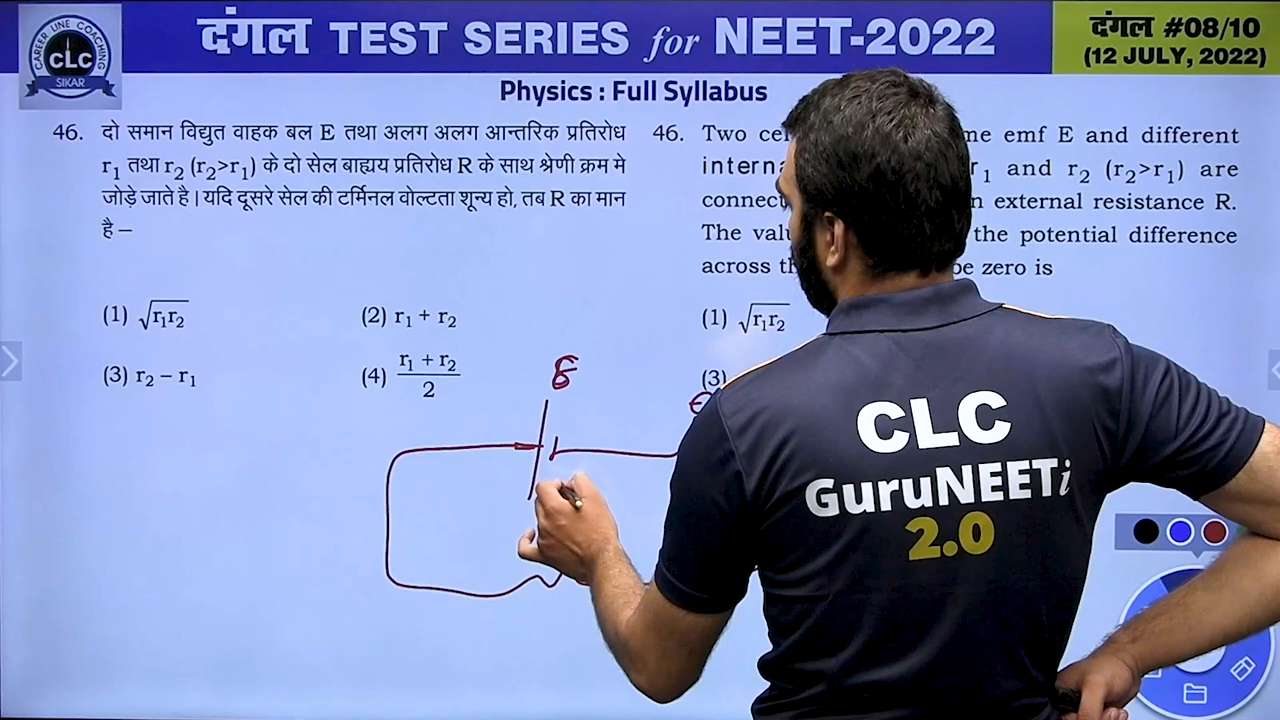 CAREER LINE COACHING
CLC
SIKAR
दंगल TEST SERIES for NEET-2022
दंगल #08/10
(12 JULY, 2022)
Physics : Full Syllabus
46. दो समान विद्युत वाहक बल E तथा अलग अलग आन्तरिक प्रतिरोध
r₁ तथा r₂ (r₂>r₁) के दो सेल बाह्यय प्रतिरोध R के साथ श्रेणी क्रम मे
जोड़े जाते है। यदि दूसरे सेल की टर्मिनल वोल्टता शून्य हो, तब R का मान
है –
(1) √r₁r₂ (2) r₁ + r₂
(3) r₂ – r₁ (4) (r₁ + r₂)/2
46. Two me emf E and different
interna r₁ and r₂ (r₂>r₁) are
connect n external resistance R.
The the potential difference
across be zero is
(1) √r₁r₂
(3)
E
CLC
GuruNEETi
2.0